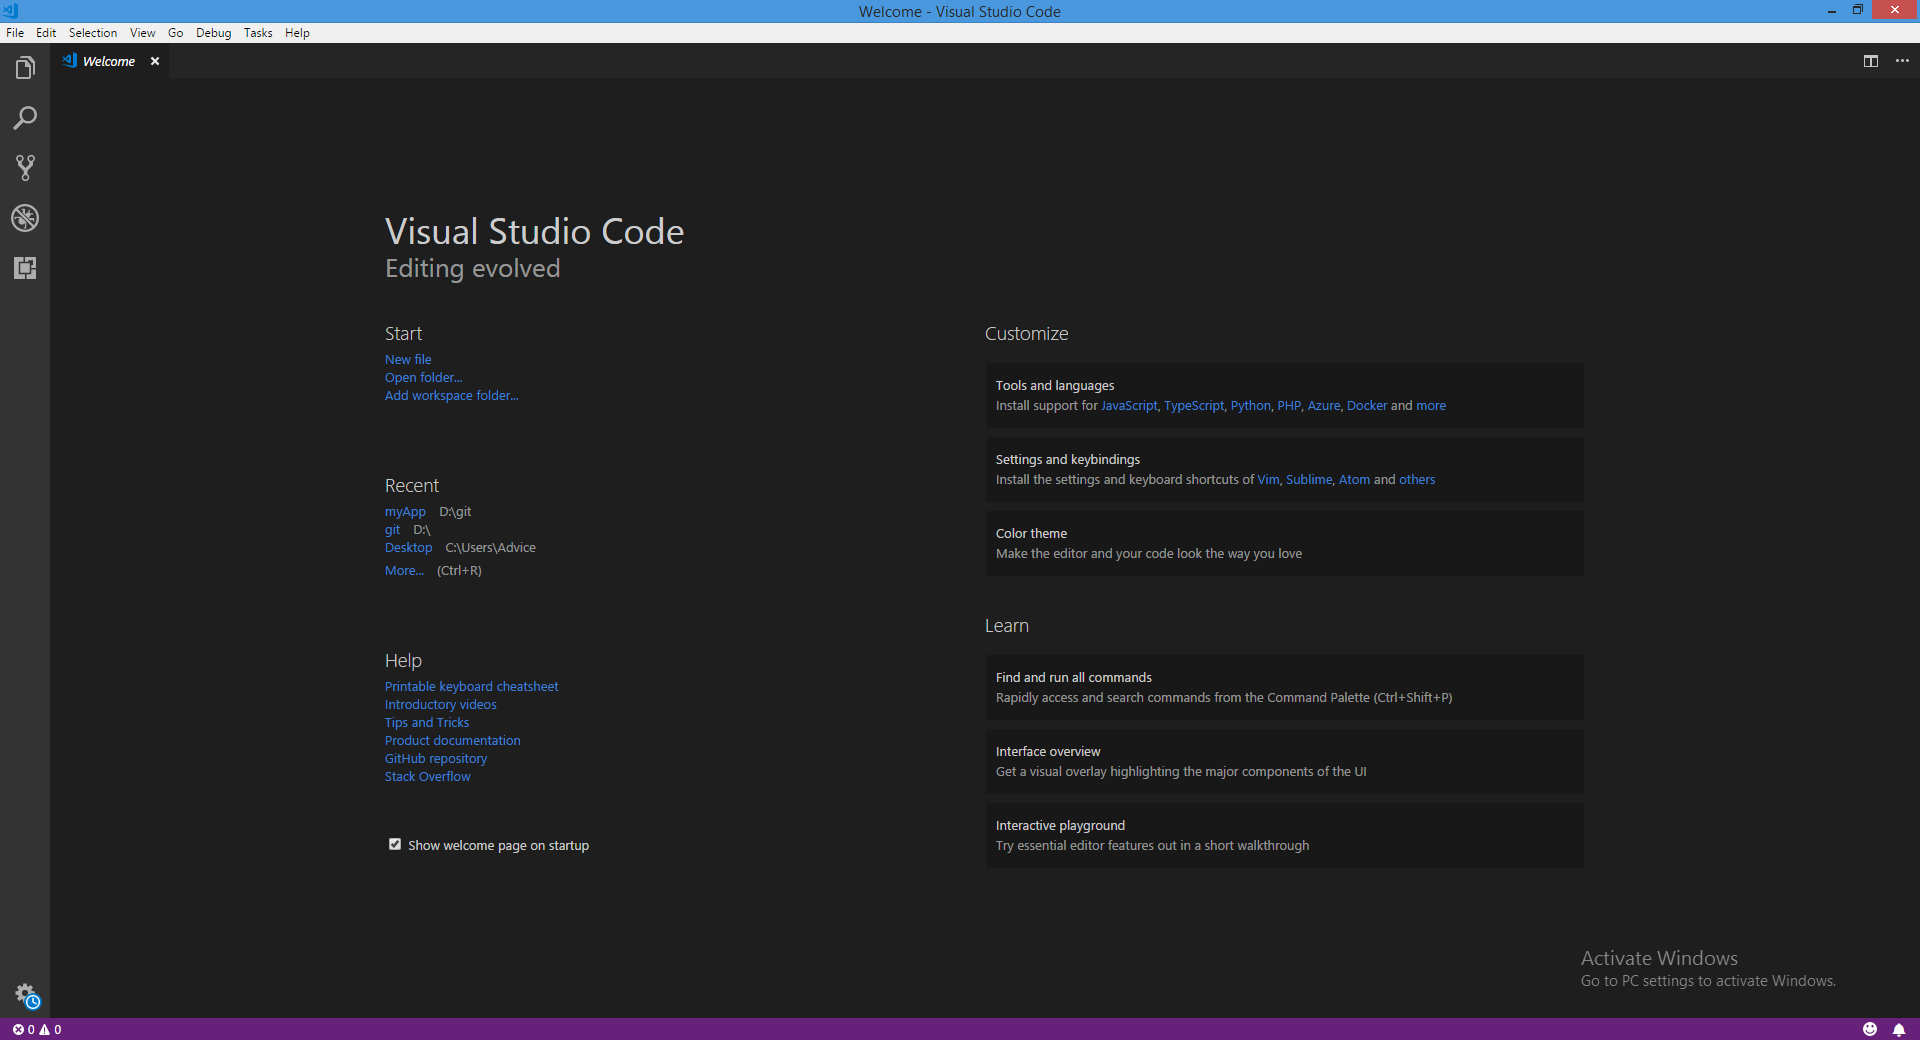 Welcome - Visual Studio Code
File Edit Selection View Go Debug Tasks Help
Welcome
Visual Studio Code
Editing evolved
Start
New file
Open folder...
Add workspace folder...
Recent
myApp D:\git
git D:\
Desktop C:\Users\Advice
More... (Ctrl+R)
Help
Printable keyboard cheatsheet
Introductory videos
Tips and Tricks
Product documentation
GitHub repository
Stack Overflow
Show welcome page on startup
Customize
Tools and languages
Install support for JavaScript, TypeScript, Python, PHP, Azure, Docker and more
Settings and keybindings
Install the settings and keyboard shortcuts of Vim, Sublime, Atom and others
Color theme
Make the editor and your code look the way you love
Learn
Find and run all commands
Rapidly access and search commands from the Command Palette (Ctrl+Shift+P)
Interface overview
Get a visual overlay highlighting the major components of the UI
Interactive playground
Try essential editor features out in a short walkthrough
Activate Windows
Go to PC settings to activate Windows.
0 0